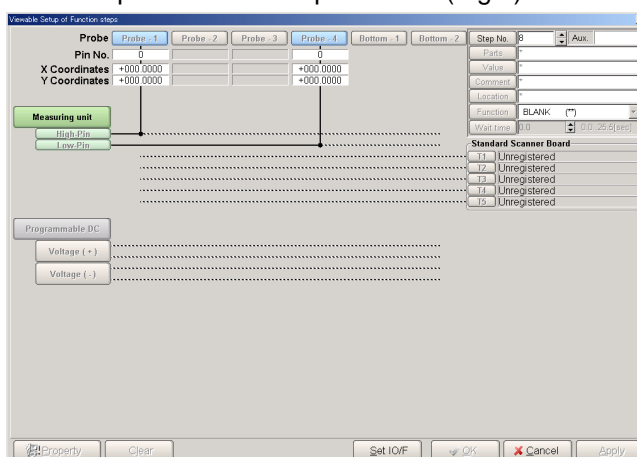 Viewable Setup of Function steps
Probe Probe - 1 Probe - 2 Probe - 3 Probe - 4 Bottom - 1 Bottom - 2
Pin No. 0 0
X Coordinates +000.0000 +000.0000
Y Coordinates +000.0000 +000.0000
Measuring unit
High-Pin
Low-Pin
Programmable DC
Voltage ( + )
Voltage ( - )
Step No. 8 Aux.
Parts *
Value *
Comment *
Location *
Function BLANK (**)
Wait time 0.0 0.0 25.5[sec]
Standard Scanner Board
T1 Unregistered
T2 Unregistered
T3 Unregistered
T4 Unregistered
T5 Unregistered
Property Clear Set IO/F OK Cancel Apply